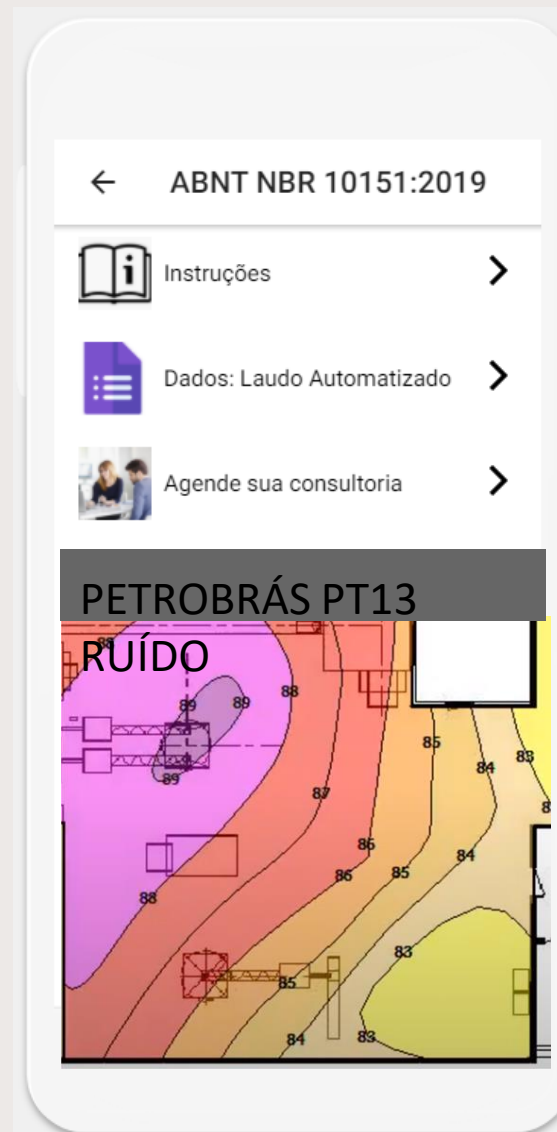 ABNT NBR 10151:2019
i
Instruções
Dados: Laudo Automatizado
Agende sua consultoria
PETROBRÁS PT13
RUÍDO
88
89
89
88
85
83
84
89
87
86
84
86
85
88
83
85
84
83